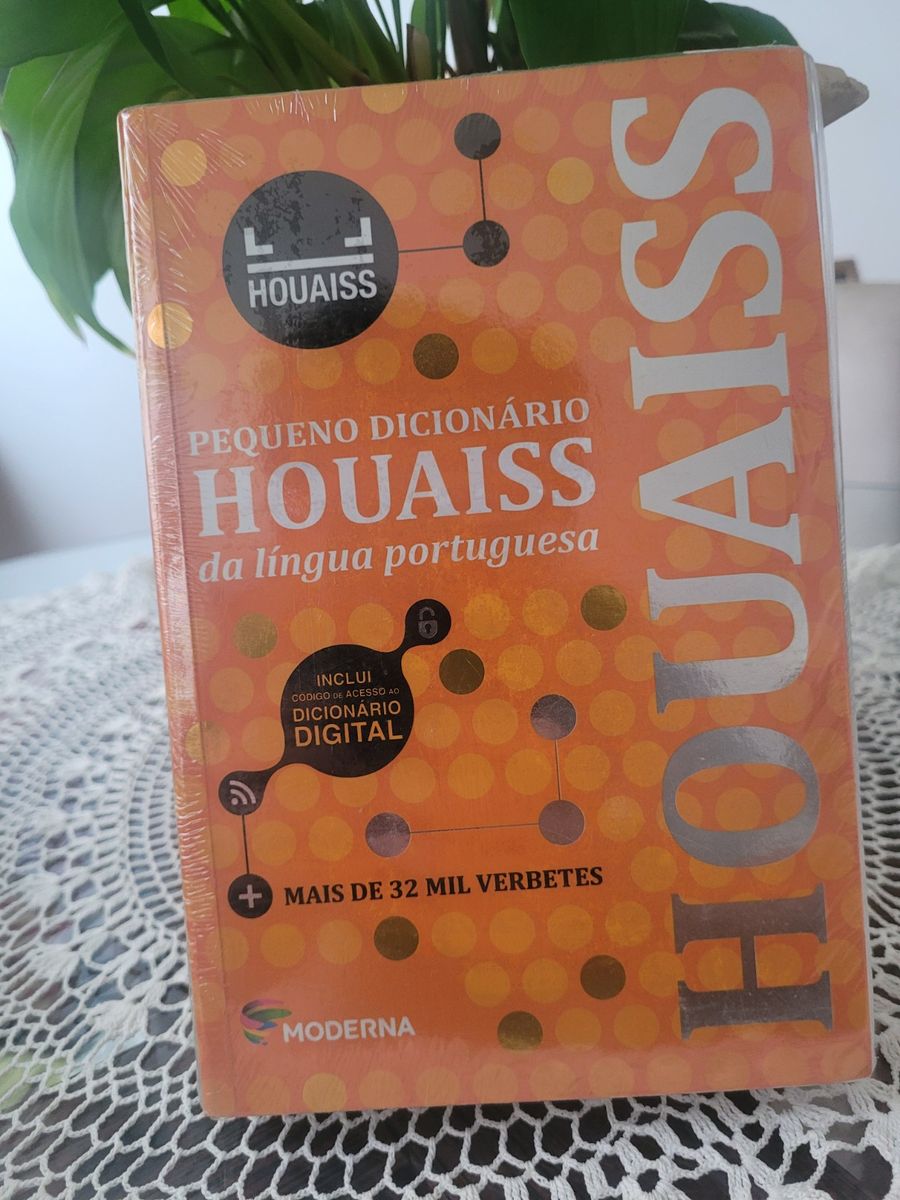 HOUAISS
PEQUENO DICIONÁRIO
HOUAISS
da língua portuguesa
INCLUI
CÓDIGO DE ACESSO AO
DICIONÁRIO
DIGITAL
+ MAIS DE 32 MIL VERBETES
MODERNA
HOUAISS